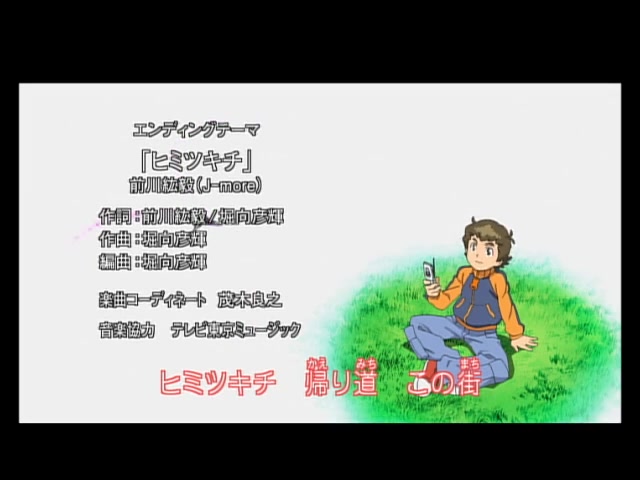 エンディングテーマ
「ヒミツキチ」
前川紘毅(J-more)
作詞:前川紘毅/堀向彦輝
作曲:堀向彦輝
編曲:堀向彦輝
楽曲コーディネート 茂木良之
音楽協力 テレビ東京ミュージック
かえ みち まち
ヒミツキチ 帰り道 この街